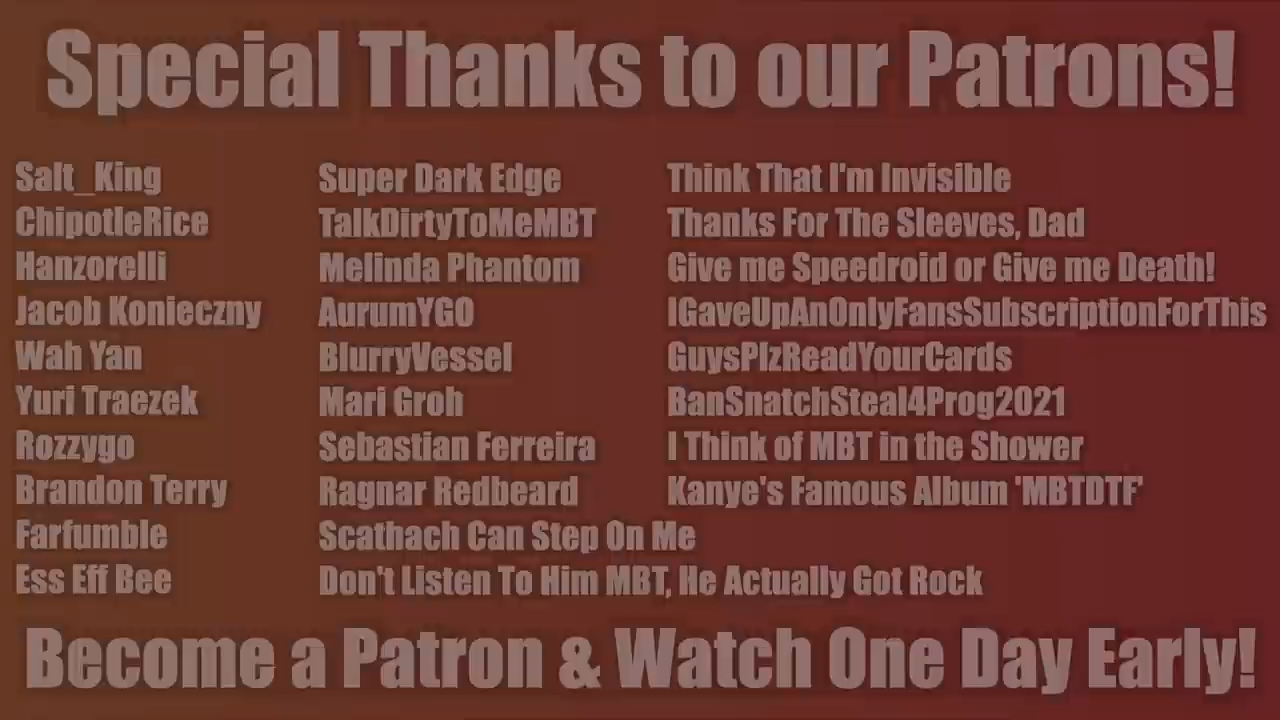 Special Thanks to our Patrons!
Salt_King
ChipotleRice
Hanzorelli
Jacob Konieczny
Wah Yan
Yuri Traezek
Rozzygo
Brandon Terry
Farfumble
Ess Eff Bee
Super Dark Edge
TalkDirtyToMeMBT
Melinda Phantom
AurumYGO
BlurryVessel
Mari Groh
Sebastian Ferreira
Ragnar Redbeard
Scathach Can Step On Me
Don't Listen To Him MBT, He Actually Got Rock
Think That I'm Invisible
Thanks For The Sleeves, Dad
Give me Speedroid or Give me Death!
IGaveUpAnOnlyFansSubscriptionForThis
GuysPlzReadYourCards
BanSnatchSteal4Prog2021
I Think of MBT in the Shower
Kanye's Famous Album 'MBTDTF'
Become a Patron & Watch One Day Early!